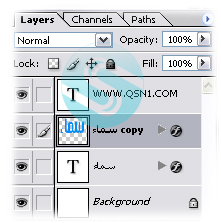 Layers Channels Paths
Normal Opacity: 100%
Lock: Fill: 100%
T WWW.QSN1.COM
سماء copy
T سماء
Background